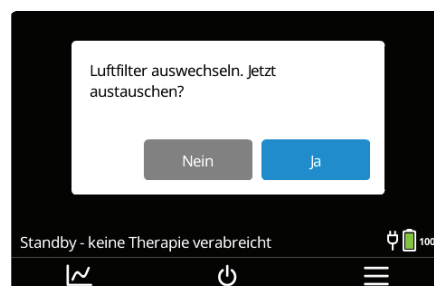 Luftfilter auswechseln. Jetzt
austauschen?
Nein Ja
Standby - keine Therapie verabreicht 100